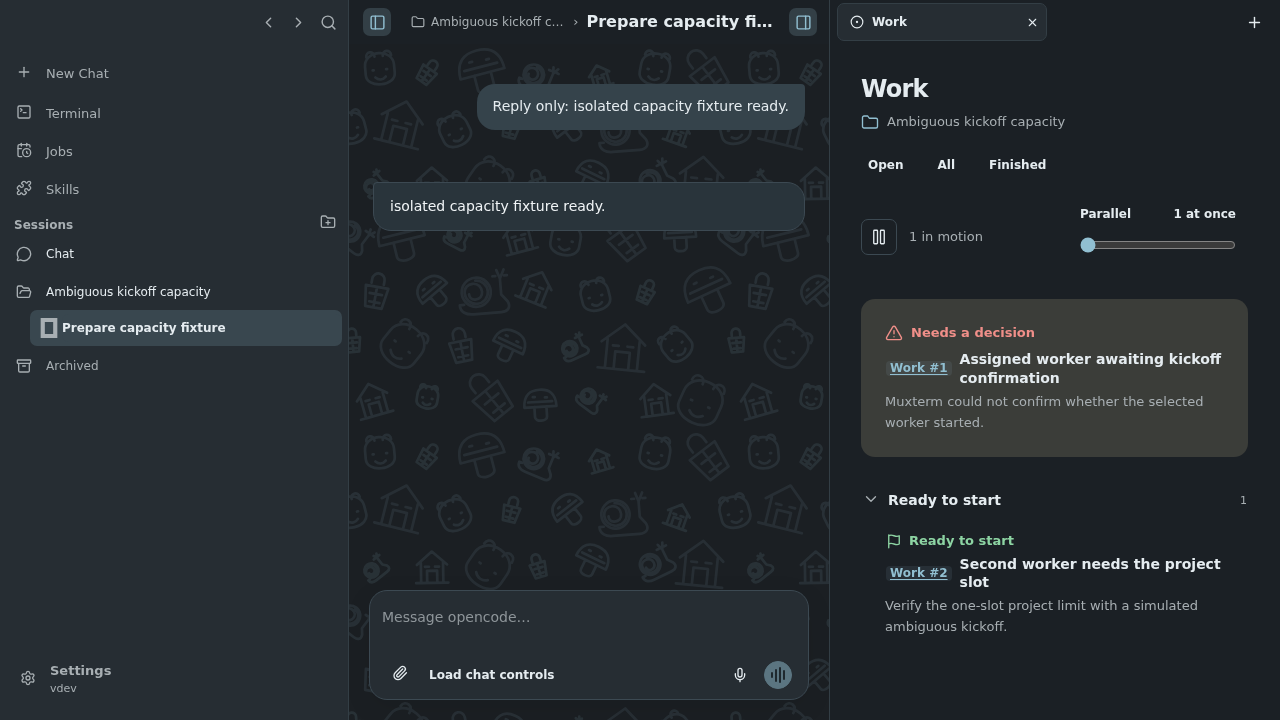 New Chat
Terminal
Jobs
Skills
Sessions
Chat
Ambiguous kickoff capacity
Prepare capacity fixture
Archived
Settings
vdev
Ambiguous kickoff c… › Prepare capacity fi…
Reply only: isolated capacity fixture ready.
isolated capacity fixture ready.
Message opencode…
Load chat controls
Work
Work
Ambiguous kickoff capacity
Open All Finished
Parallel 1 at once
1 in motion
Needs a decision
Work #1 Assigned worker awaiting kickoff
confirmation
Muxterm could not confirm whether the selected
worker started.
Ready to start 1
Ready to start
Work #2 Second worker needs the project
slot
Verify the one-slot project limit with a simulated
ambiguous kickoff.